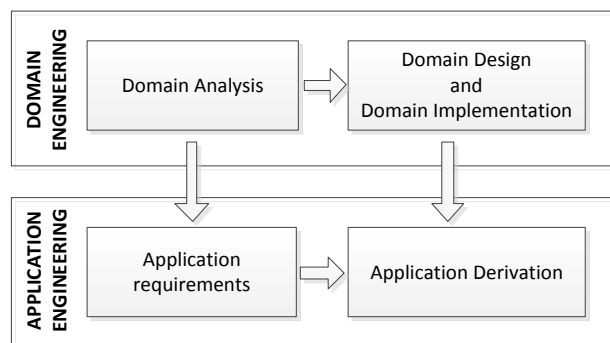 DOMAIN
ENGINEERING
Domain Analysis
Domain Design
and
Domain Implementation
APPLICATION
ENGINEERING
Application
requirements
Application Derivation